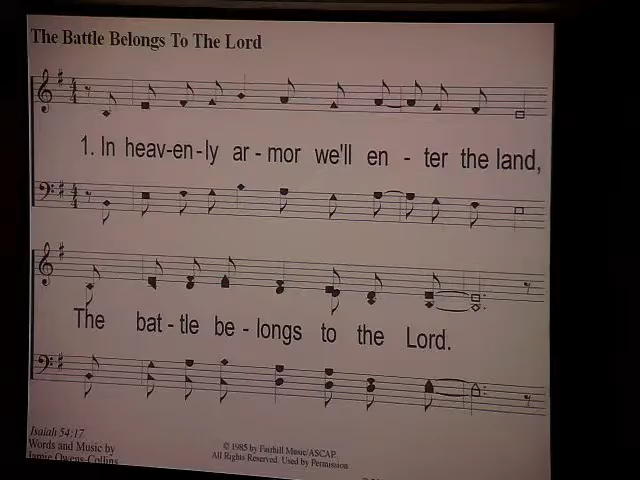 The Battle Belongs To The Lord
1. In heav-en-ly ar - mor we'll en - ter the land,
The bat - tle be - longs to the Lord.
Isaiah 54:17
Words and Music by
Jamie Owens-Collins
© 1985 by Fairhill Music/ASCAP.
All Rights Reserved. Used by Permission